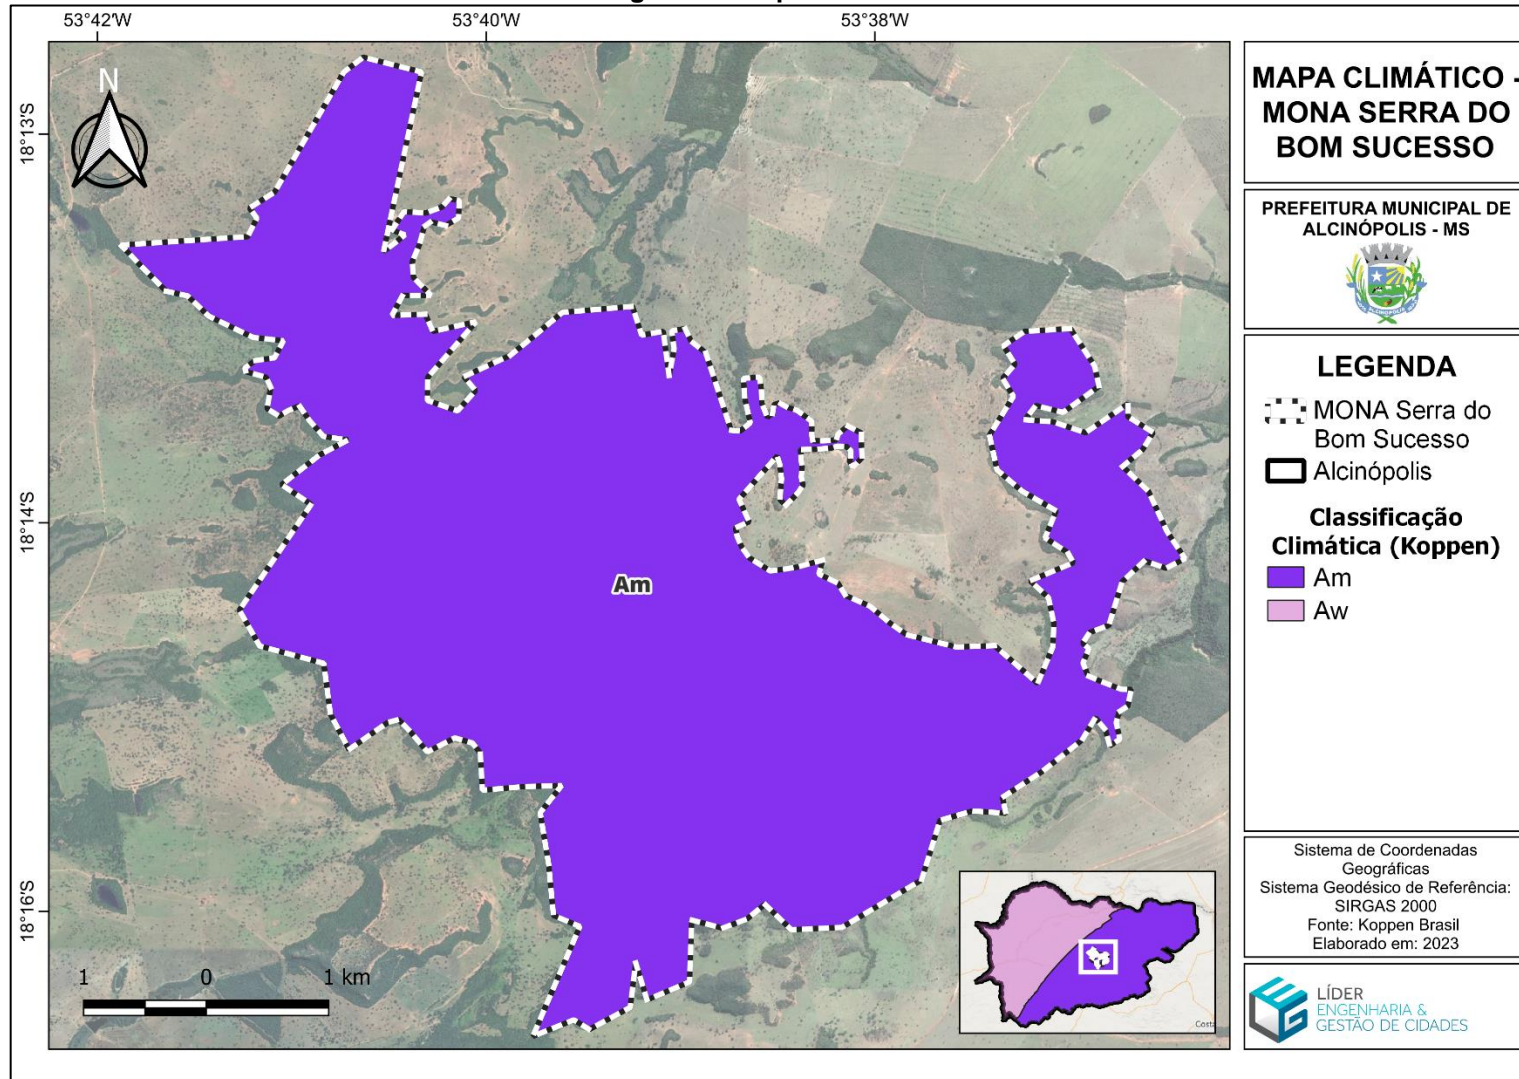 53°42'W
53°40'W
53°38'W
18°13'S
18°14'S
18°16'S
N
Am
1 0 1 km
MAPA CLIMÁTICO -
MONA SERRA DO
BOM SUCESSO
PREFEITURA MUNICIPAL DE
ALCINÓPOLIS - MS
ALCINÓPOLIS
LEGENDA
MONA Serra do
Bom Sucesso
Alcinópolis
Classificação
Climática (Koppen)
Am
Aw
Sistema de Coordenadas
Geográficas
Sistema Geodésico de Referência:
SIRGAS 2000
Fonte: Koppen Brasil
Elaborado em: 2023
LÍDER
ENGENHARIA &
GESTÃO DE CIDADES